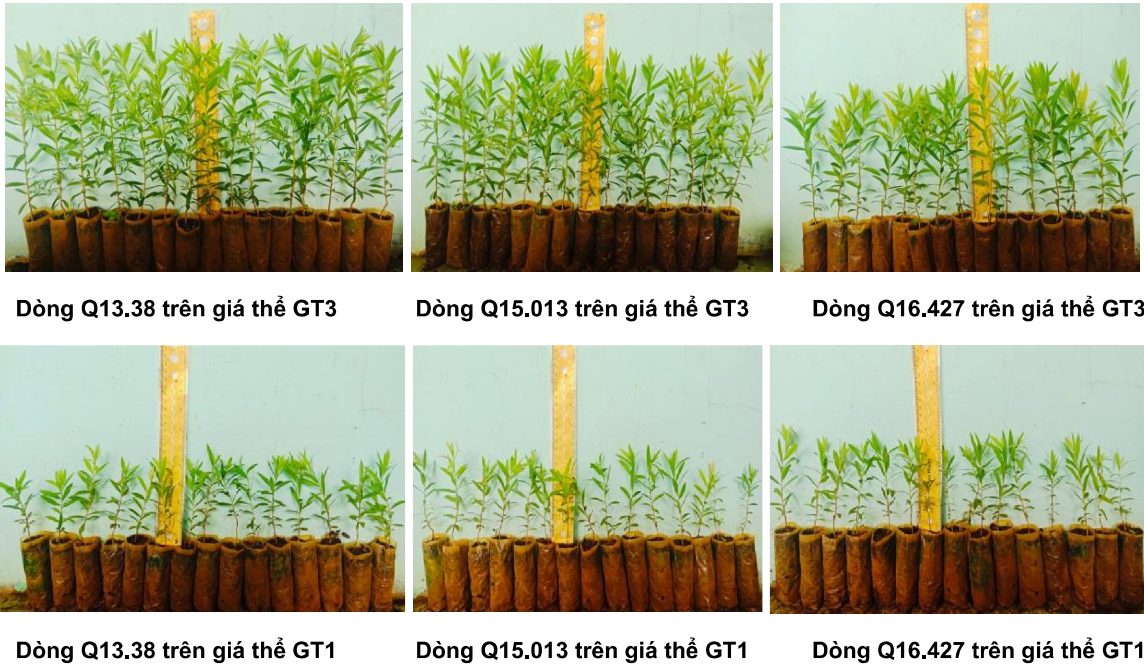 Dòng Q13.38 trên giá thể GT3
Dòng Q15.013 trên giá thể GT3
Dòng Q16.427 trên giá thể GT3
Dòng Q13.38 trên giá thể GT1
Dòng Q15.013 trên giá thể GT1
Dòng Q16.427 trên giá thể GT1